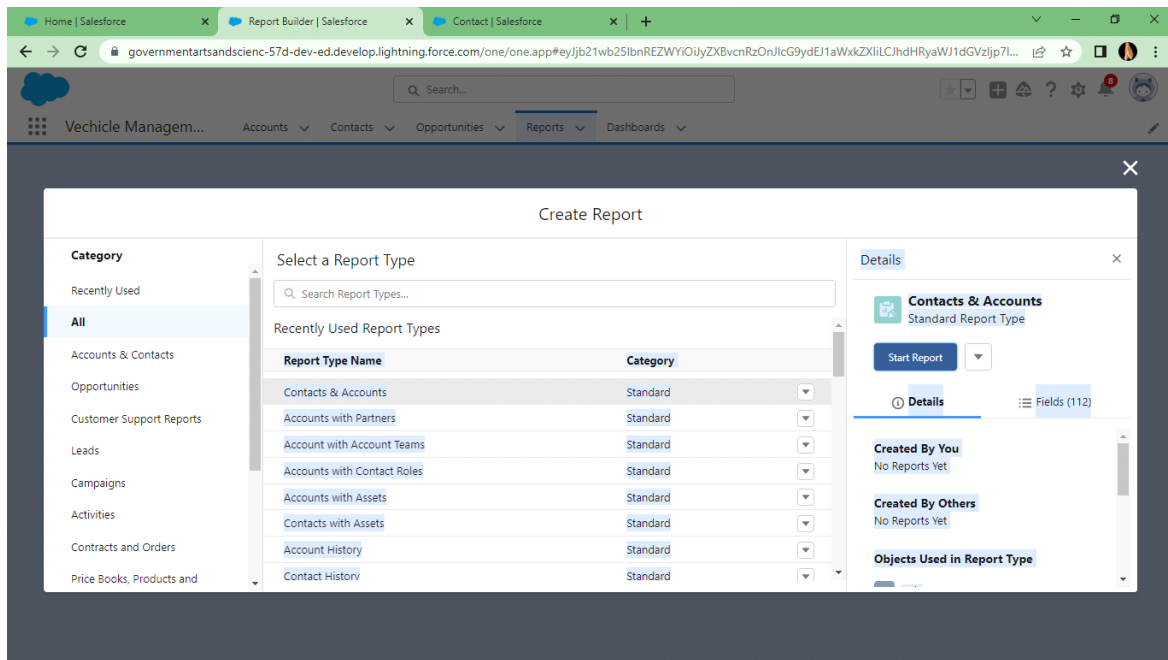 Home | Salesforce
Report Builder | Salesforce
Contact | Salesforce
governmentartsandscienc-57d-dev-ed.develop.lightning.force.com/one/one.app#eyJjb21wb25lbnREZWYiOiJyZXBvcnRzOnJlcG9ydEJ1aWxkZXIiLCJhdHRyaWJ1dGVzIjp7I...
Search...
8
Vechicle Managem...
Accounts
Contacts
Opportunities
Reports
Dashboards
Create Report
Category
Recently Used
All
Accounts & Contacts
Opportunities
Customer Support Reports
Leads
Campaigns
Activities
Contracts and Orders
Price Books, Products and
Select a Report Type
Search Report Types...
Recently Used Report Types
Report Type Name Category
Contacts & Accounts Standard
Accounts with Partners Standard
Account with Account Teams Standard
Accounts with Contact Roles Standard
Accounts with Assets Standard
Contacts with Assets Standard
Account History Standard
Contact History Standard
Details
Contacts & Accounts
Standard Report Type
Start Report
Details
Fields (112)
Created By You
No Reports Yet
Created By Others
No Reports Yet
Objects Used in Report Type